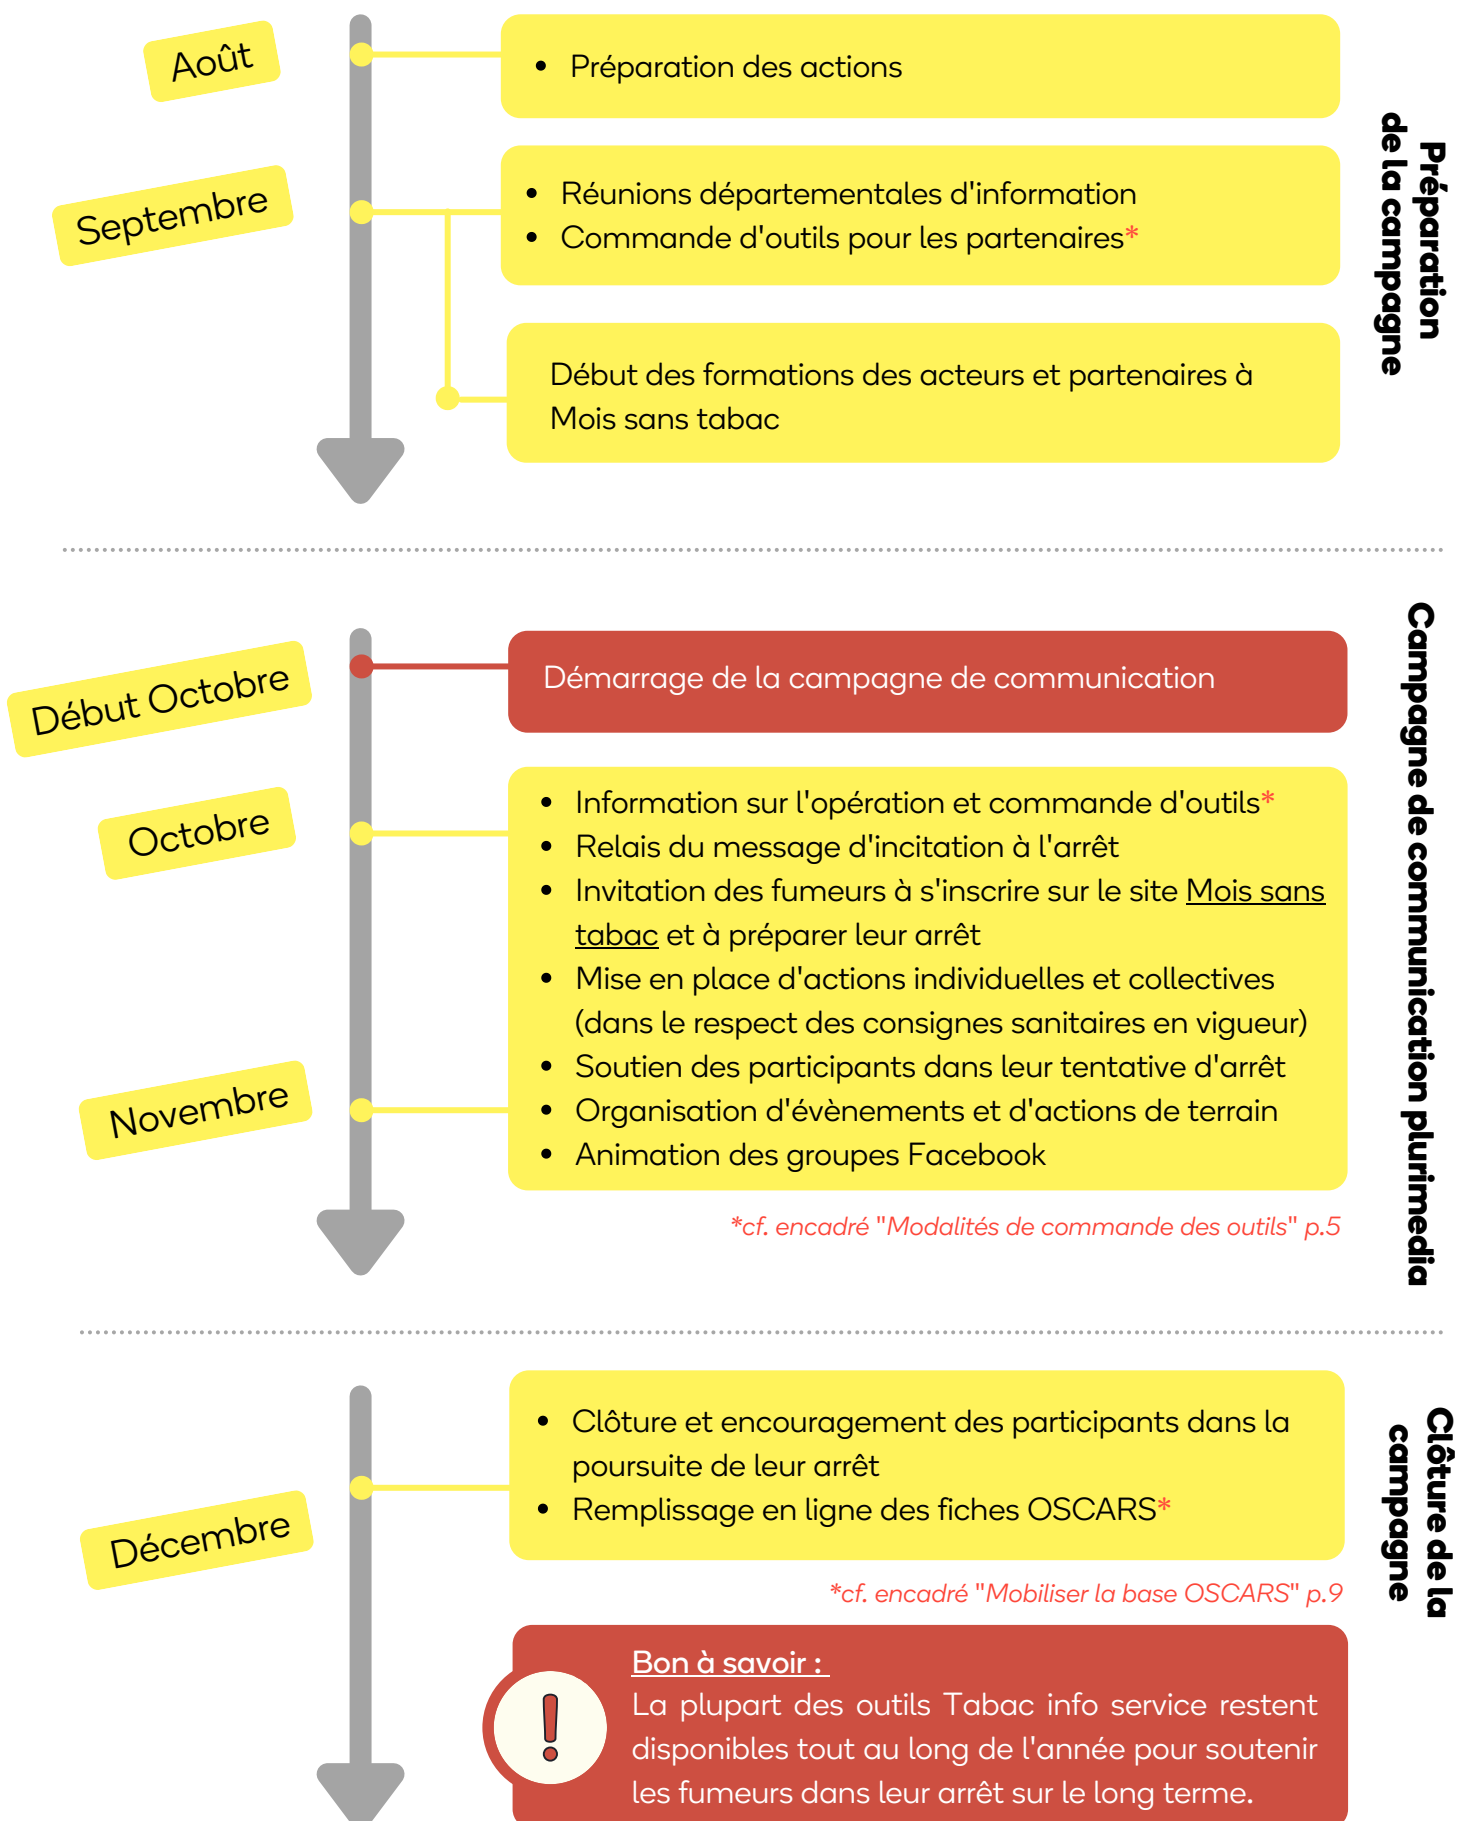 Août
• Préparation des actions
Septembre
• Réunions départementales d'information
• Commande d'outils pour les partenaires*
Début des formations des acteurs et partenaires à
Mois sans tabac
Préparation
de la campagne
Début Octobre
Démarrage de la campagne de communication
Octobre
• Information sur l'opération et commande d'outils*
• Relais du message d'incitation à l'arrêt
• Invitation des fumeurs à s'inscrire sur le site Mois sans
tabac et à préparer leur arrêt
• Mise en place d'actions individuelles et collectives
(dans le respect des consignes sanitaires en vigueur)
• Soutien des participants dans leur tentative d'arrêt
Novembre
• Organisation d'évènements et d'actions de terrain
• Animation des groupes Facebook
*cf. encadré "Modalités de commande des outils" p.5
Campagne de communication plurimedia
• Clôture et encouragement des participants dans la
poursuite de leur arrêt
• Remplissage en ligne des fiches OSCARS*
Décembre
*cf. encadré "Mobiliser la base OSCARS" p.9
Clôture de la
campagne
!
Bon à savoir :
La plupart des outils Tabac info service restent
disponibles tout au long de l'année pour soutenir
les fumeurs dans leur arrêt sur le long terme.